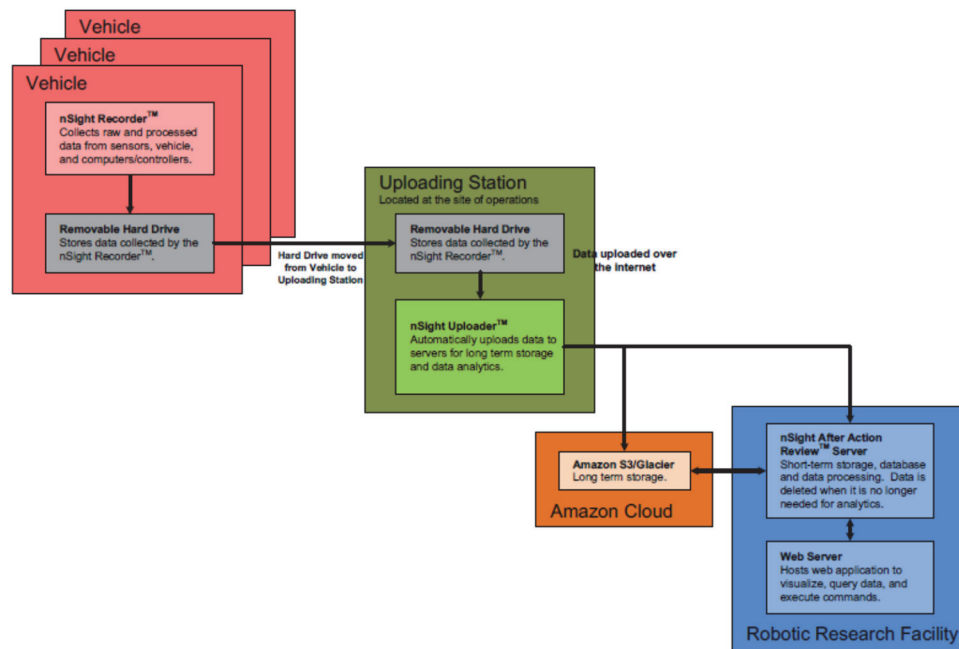 Vehicle
Vehicle
Vehicle
nSight Recorder™
Collects raw and processed
data from sensors, vehicle,
and computers/controllers.
Removable Hard Drive
Stores data collected by the
nSight Recorder™.
Hard Drive moved
from Vehicle to
Uploading Station
Uploading Station
Located at the site of operations
Removable Hard Drive
Stores data collected by the
nSight Recorder™.
nSight Uploader™
Automatically uploads data to
servers for long term storage
and data analytics.
Data uploaded over
the internet
Amazon S3/Glacier
Long term storage.
Amazon Cloud
nSight After Action
Review™ Server
Short-term storage, database
and data processing. Data is
deleted when it is no longer
needed for analytics.
Web Server
Hosts web application to
visualize, query data, and
execute commands.
Robotic Research Facility